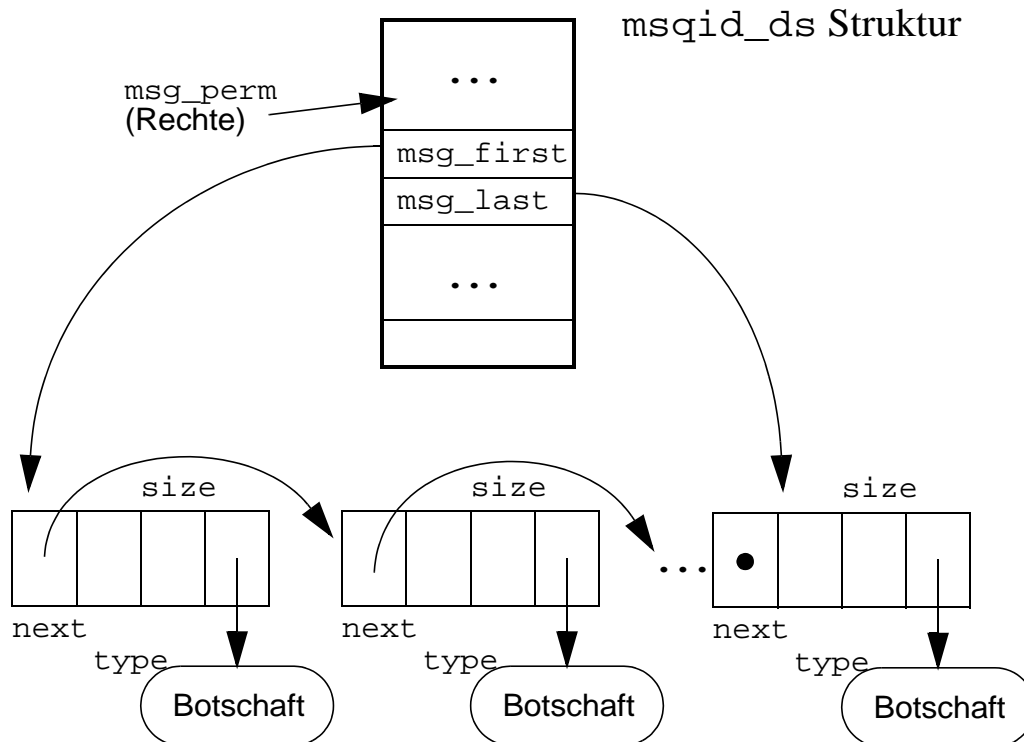 msqid_ds Struktur
...
msg_perm
(Rechte)
msg_first
msg_last
...
size
size
size
...
next
next
next
type
type
type
Botschaft
Botschaft
Botschaft